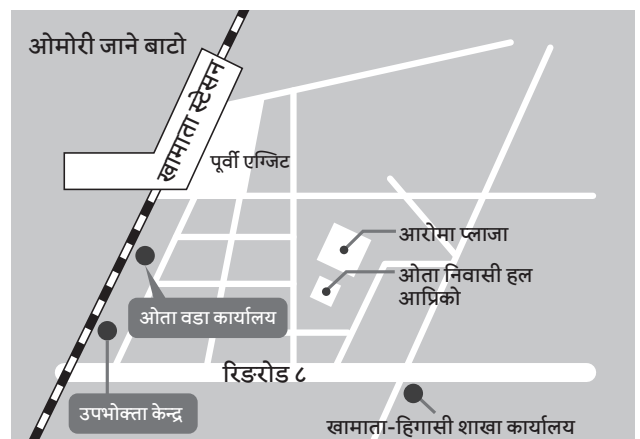 ओमोरी जाने बाटो
खामाता स्टेसन
पूर्वी एग्जिट
आरोमा प्लाजा
ओता निवासी हल
आप्रिको
ओता वडा कार्यालय
रिङरोड ८
उपभोक्ता केन्द्र
खामाता-हिगासी शाखा कार्यालय